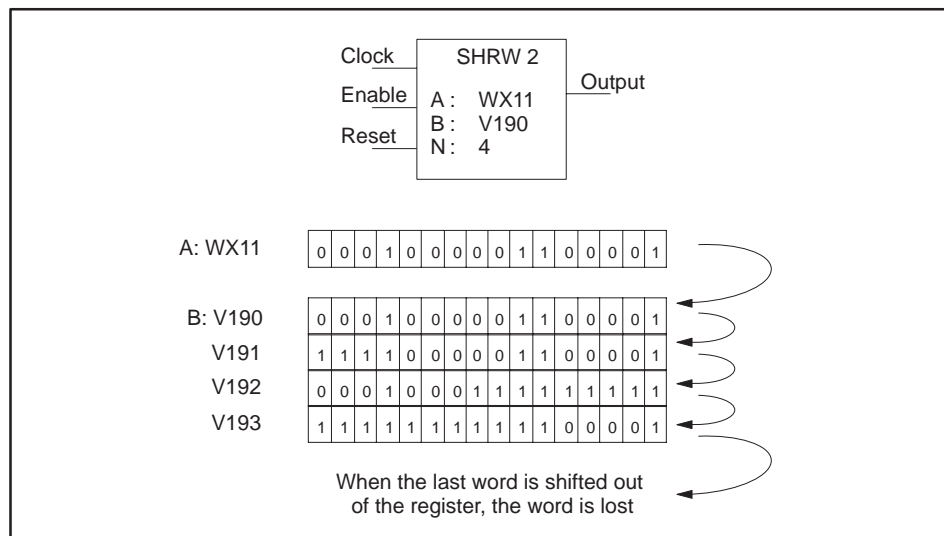 Clock
SHRW 2
Enable
Output
A : WX11
B : V190
Reset
N : 4
A: WX11
0 0 0 1 0 0 0 0 0 1 1 0 0 0 0 1
B: V190
0 0 0 1 0 0 0 0 0 1 1 0 0 0 0 1
V191
1 1 1 1 0 0 0 0 0 1 1 0 0 0 0 1
V192
0 0 0 1 0 0 0 1 1 1 1 1 1 1 1 1
V193
1 1 1 1 1 1 1 1 1 1 1 0 0 0 0 1
When the last word is shifted out
of the register, the word is lost